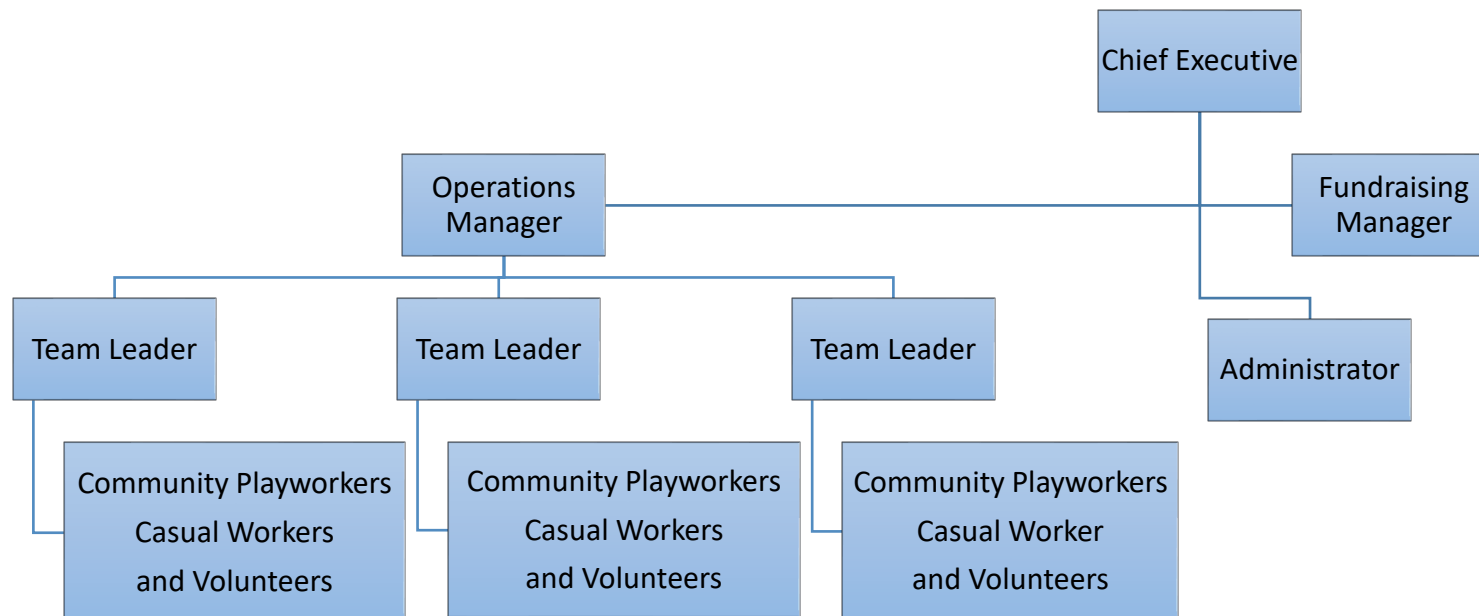 Chief Executive
Operations
Manager
Fundraising
Manager
Team Leader
Team Leader
Team Leader
Administrator
Community Playworkers
Casual Workers
and Volunteers
Community Playworkers
Casual Workers
and Volunteers
Community Playworkers
Casual Worker
and Volunteers